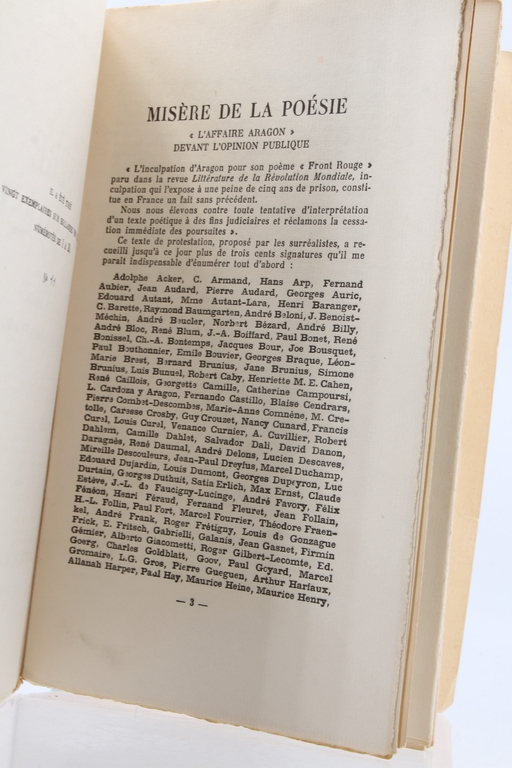 VINGT EXEMPLAIRES
NUMÉROTÉS DE 1 A
MISÈRE DE LA POÉSIE
« L'AFFAIRE ARAGON »
DEVANT L'OPINION PUBLIQUE
« L'inculpation d'Aragon pour son poème « Front Rouge »
paru dans la revue Littérature de la Révolution Mondiale, in-
culpation qui l'expose à une peine de cinq ans de prison, consti-
tue en France un fait sans précédent.
Nous nous élevons contre toute tentative d'interprétation
d'un texte poétique à des fins judiciaires et réclamons la cessa-
tion immédiate des poursuites ».
Ce texte de protestation, proposé par les surréalistes, a re-
cueilli jusqu'à ce jour plus de trois cents signatures qu'il me
paraît indispensable d'énumérer tout d'abord :
Adolphe Acker, C. Armand, Hans Arp, Fernand
Aubier, Jean Audard, Pierre Audard, Georges Auric,
Edouard Autant, Mme Autant-Lara, Henri Baranger,
C. Barette, Raymond Baumgarten, André Beloni, J. Benoist-
Méchin, André Beucler, Norbert Bézard, André Billy,
André Bloc, René Blum, J.-A. Boiffard, Paul Bonet, René
Bonissel, Ch.-A. Bontemps, Jacques Bour, Joe Bousquet,
Paul Bouthonnier, Emile Bouvier, Georges Braque, Léon-
Marie Brest, Bernard Brunius, Jane Brunius, Simone
Brunius, Luis Bunuel, Robert Caby, Henriette M. E. Cahen,
René Caillois, Georgette Camille, Catherine Campoursi,
L. Cardoza y Aragon, Fernando Castillo, Blaise Cendrars,
Pierre Combet-Descombes, Marie-Anne Comnène, M. Cre-
tolle, Caresse Crosby, Guy Crouzet, Nancy Cunard, Francis
Curel, Louis Curel, Venance Curnier, A. Cuvillier, Robert
Dahlem, Camille Dahlet, Salvador Dali, David Danon,
Daragnès, René Daumal, André Delons, Lucien Descaves,
Mireille Descouleurs, Jean-Paul Dreyfus, Marcel Duchamp,
Edouard Dujardin, Louis Dumont, Georges Dupyron, Luc
Durtain, Georges Duthuit, Satia Erlich, Max Ernst, Claude
Estève, J.-L. de Faucigny-Lucinge, André Favory, Félix
Fénéon, Henri Féraud, Fernand Fleuret, Jean Follain,
H.-L. Follin, Paul Fort, Marcel Fourrier, Théodore Fraen-
kel, André Frank, Roger Frétigny, Louis de Gonzague
Frick, E. Fritsch, Gabrielli, Galanis, Jean Gasnet, Firmin
Gémier, Alberto Giacometti, Roger Gilbert-Lecomte, Ed.
Goerg, Charles Goldblatt, Goov, Paul Goyard, Marcel
Gromaire, L.G. Gros, Pierre Gueguen, Arthur Harfaux,
Allanah Harper, Paul Hay, Maurice Heine, Maurice Henry,
— 3 —